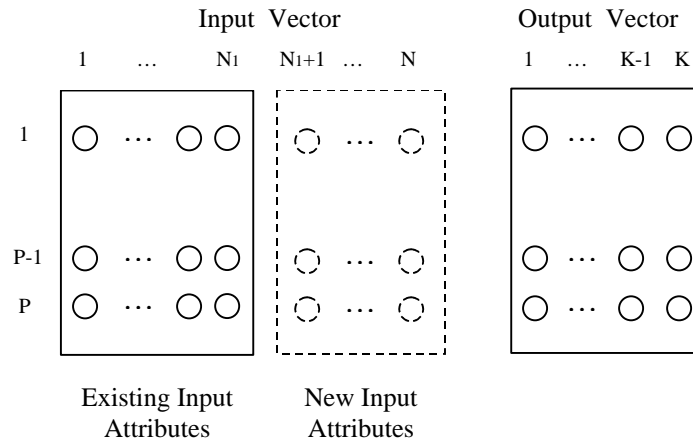 Input Vector Output Vector
1 ... N1 N1+1 ... N 1 ... K-1 K
1 ... ... ...
P-1 ... ... ...
P ... ... ...
Existing Input New Input
Attributes Attributes